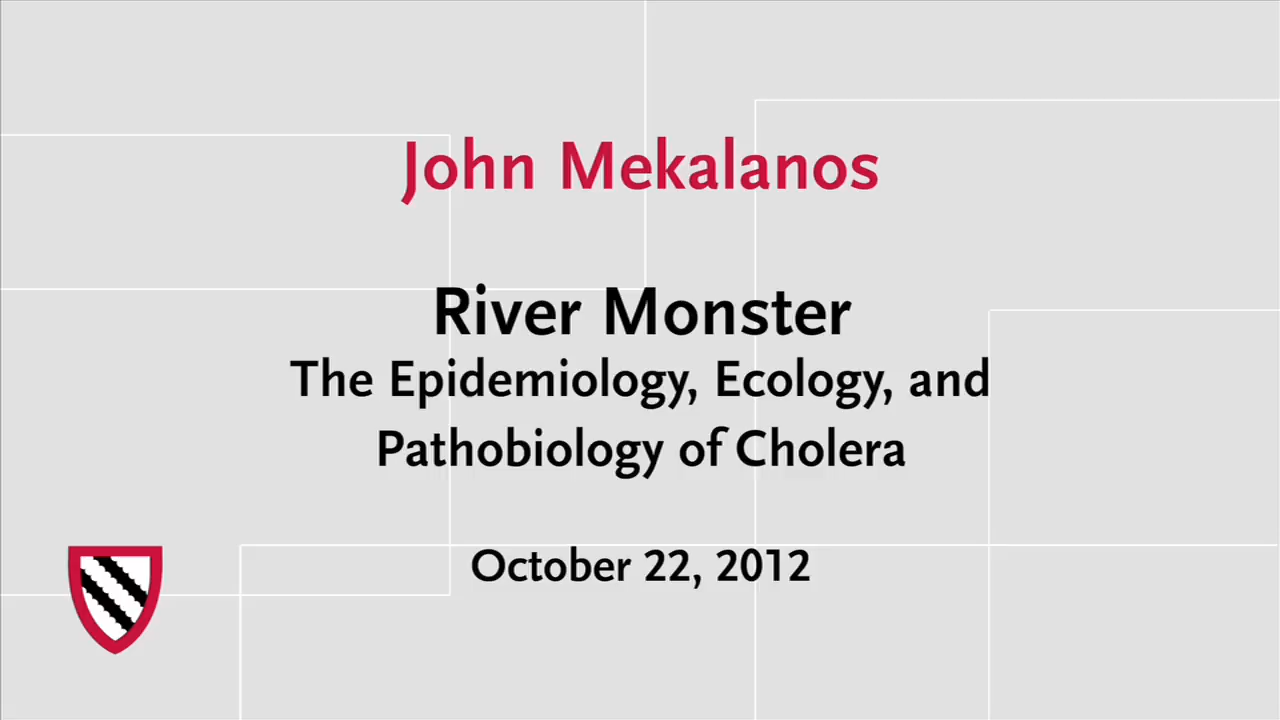 John Mekalanos
River Monster
The Epidemiology, Ecology, and
Pathobiology of Cholera
October 22, 2012